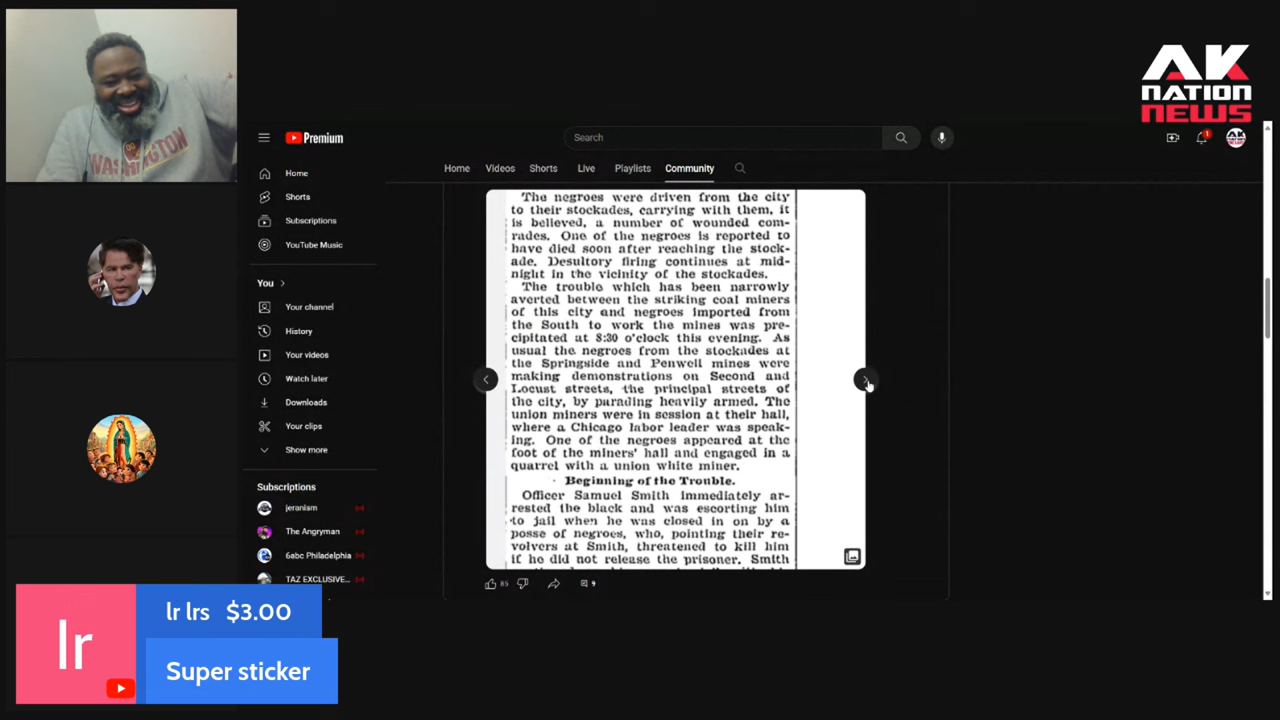 AK
NATION
NEWS
Premium
Search
1
Home
Shorts
Subscriptions
YouTube Music
You
Your channel
History
Your videos
Watch later
Downloads
Your clips
Show more
Subscriptions
jeranism
The Angryman
6abc Philadelphia
TAZ EXCLUSIVE...
Home Videos Shorts Live Playlists Community
The negroes were driven from the city
to their stockades, carrying with them, it
is believed, a number of wounded com-
rades. One of the negroes is reported to
have died soon after reaching the stock-
ade. Desultory firing continues at mid-
night in the vicinity of the stockades.
The trouble which has been narrowly
averted between the striking coal miners
of this city and negroes imported from
the South to work the mines was pre-
cipitated at 8:30 o'clock this evening. As
usual the negroes from the stockades at
the Springside and Penwell mines were
making demonstrations on Second and
Locust streets, the principal streets of
the city, by parading heavily armed. The
union miners were in session at their hall,
where a Chicago labor leader was speak-
ing. One of the negroes appeared at the
foot of the miners' hall and engaged in a
quarrel with a union white miner.
Beginning of the Trouble.
Officer Samuel Smith immediately ar-
rested the black and was escorting him
to jail when he was closed in on by a
posse of negroes, who, pointing their re-
volvers at Smith, threatened to kill him
if he did not release the prisoner. Smith
85
9
WASHINGTON
lr
lr lrs $3.00
Super sticker